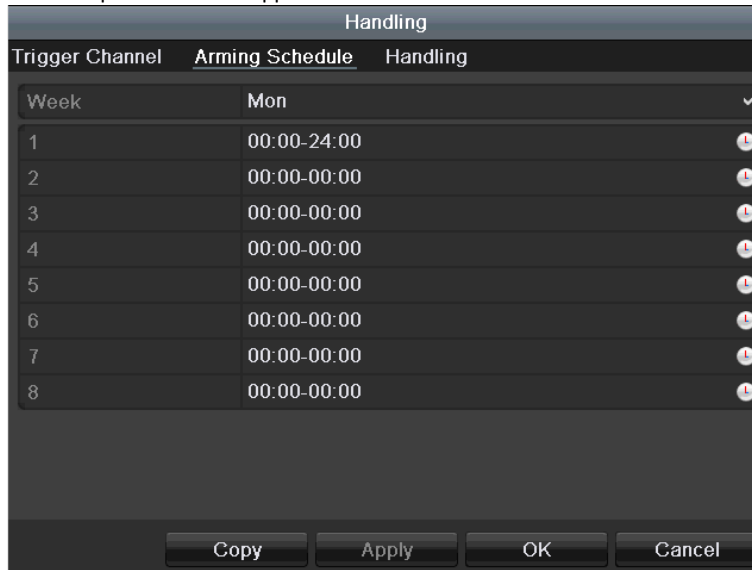 Handling
Trigger Channel Arming Schedule Handling
Week Mon
1 00:00-24:00
2 00:00-00:00
3 00:00-00:00
4 00:00-00:00
5 00:00-00:00
6 00:00-00:00
7 00:00-00:00
8 00:00-00:00
Copy Apply OK Cancel